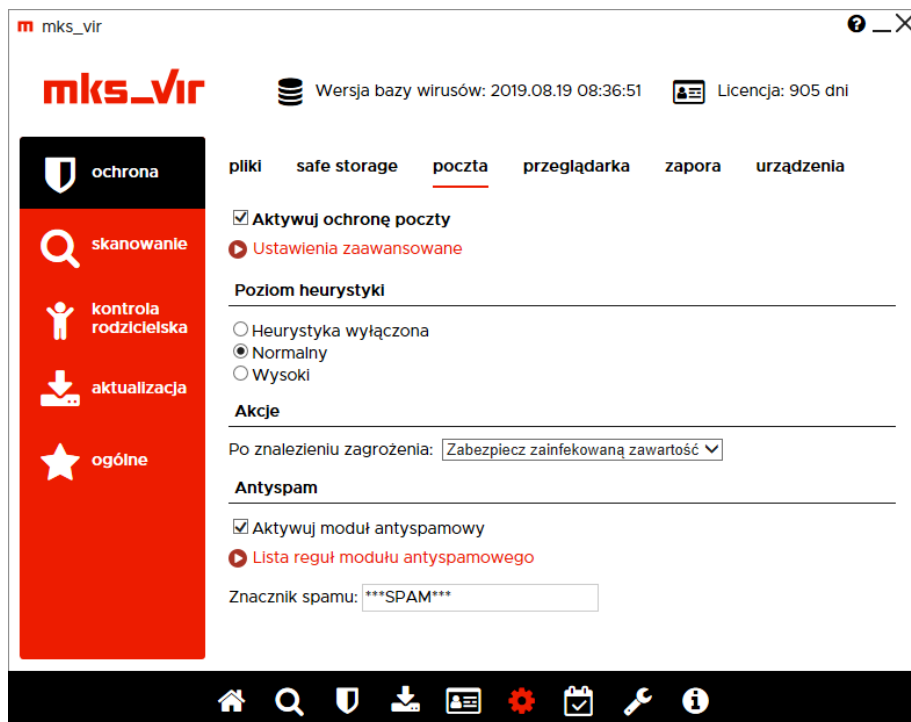 mks_vir
mks_vir
Wersja bazy wirusów: 2019.08.19 08:36:51
Licencja: 905 dni
ochrona
skanowanie
kontrola
rodzicielska
aktualizacja
ogólne
pliki safe storage poczta przeglądarka zapora urządzenia
Aktywuj ochronę poczty
Ustawienia zaawansowane
Poziom heurystyki
Heurystyka wyłączona
Normalny
Wysoki
Akcje
Po znalezieniu zagrożenia: Zabezpiecz zainfekowaną zawartość
Antyspam
Aktywuj moduł antyspamowy
Lista reguł modułu antyspamowego
Znacznik spamu: ***SPAM***